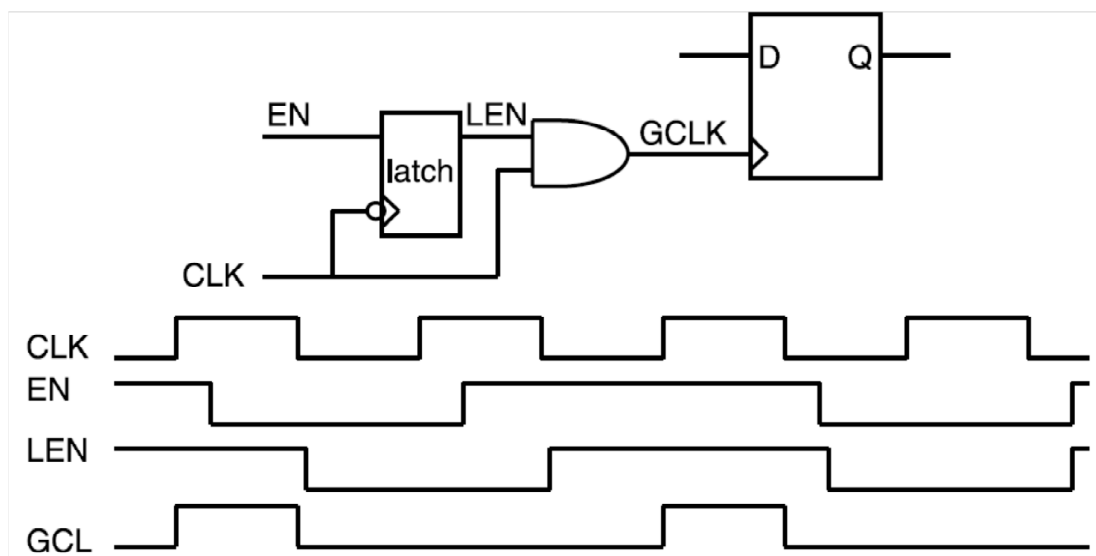 D Q
EN LEN
GCLK
latch
CLK
CLK
EN
LEN
GCL